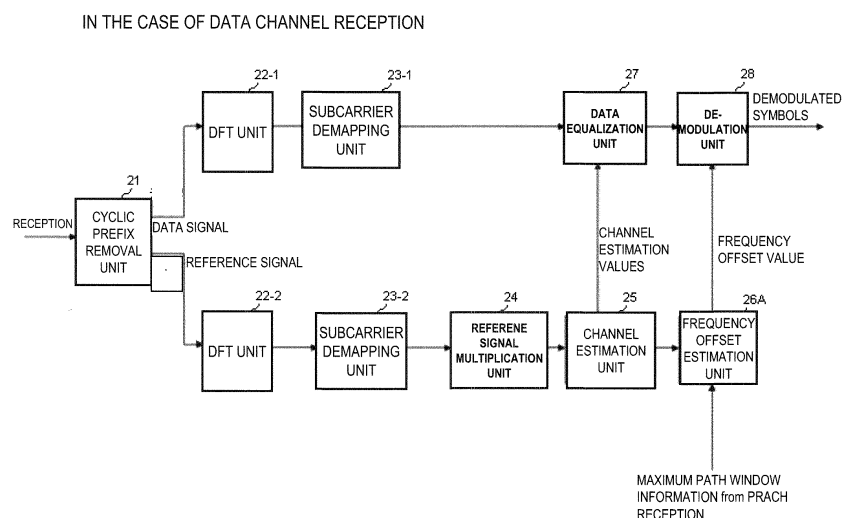 IN THE CASE OF DATA CHANNEL RECEPTION
22-1
23-1
27
28
DFT UNIT
SUBCARRIER
DEMAPPING
UNIT
DATA
EQUALIZATION
UNIT
DE-
MODULATION
UNIT
DEMODULATED
SYMBOLS
21
RECEPTION
CYCLIC
PREFIX
REMOVAL
UNIT
DATA SIGNAL
REFERENCE SIGNAL
CHANNEL
ESTIMATION
VALUES
FREQUENCY
OFFSET VALUE
22-2
23-2
24
25
26A
DFT UNIT
SUBCARRIER
DEMAPPING
UNIT
REFERENE
SIGNAL
MULTIPLICATION
UNIT
CHANNEL
ESTIMATION
UNIT
FREQUENCY
OFFSET
ESTIMATION
UNIT
MAXIMUM PATH WINDOW
INFORMATION from PRACH
RECEPTION